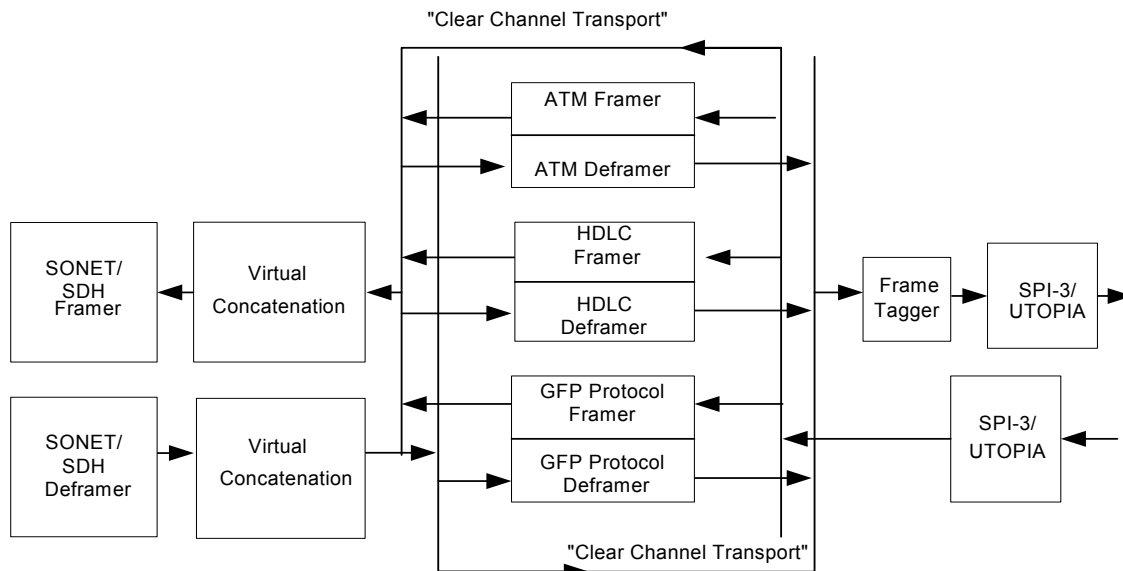 "Clear Channel Transport"
ATM Framer
ATM Deframer
HDLC
Framer
HDLC
Deframer
GFP Protocol
Framer
GFP Protocol
Deframer
SONET/
SDH
Framer
Virtual
Concatenation
SONET/
SDH
Deframer
Virtual
Concatenation
Frame
Tagger
SPI-3/
UTOPIA
SPI-3/
UTOPIA
"Clear Channel Transport"